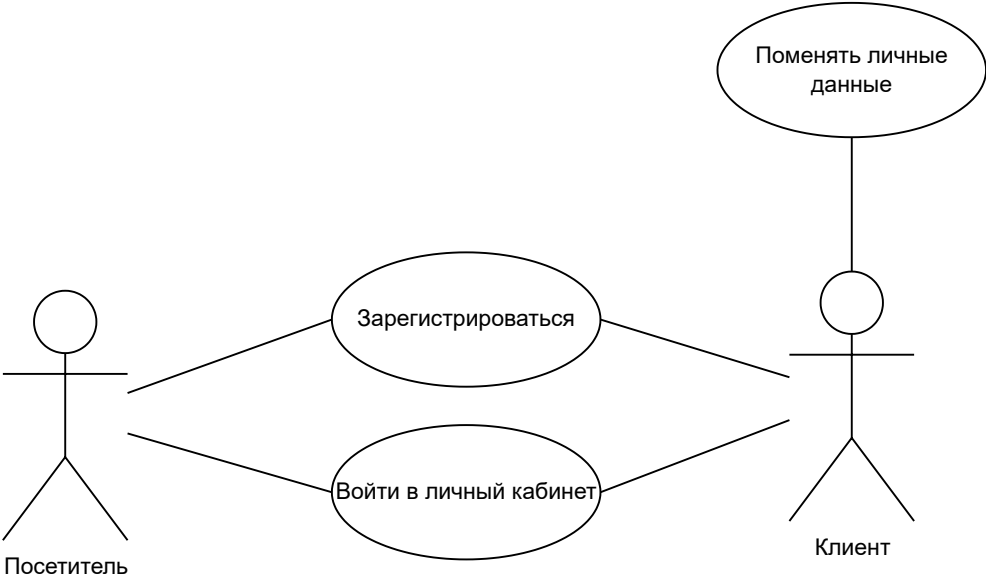 Поменять личные
данные
Зарегистрироваться
Войти в личный кабинет
Посетитель
Клиент